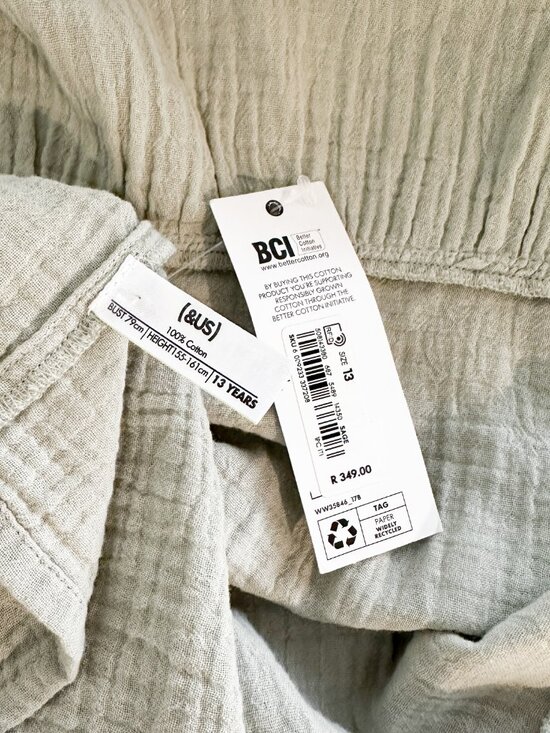 (&US)
100% Cotton
BUST 79cm | HEIGHT 155-161cm | 13 YEARS
BCI
Better
Cotton
Initiative
www.bettercotton.org
BY BUYING THIS COTTON
PRODUCT YOU'RE SUPPORTING
RESPONSIBLY GROWN
COTTON THROUGH THE
BETTER COTTON INITIATIVE.
RFID
SIZE 13
SAGE
R 349.00
WW35846_17B
TAG
PAPER
WIDELY
RECYCLED